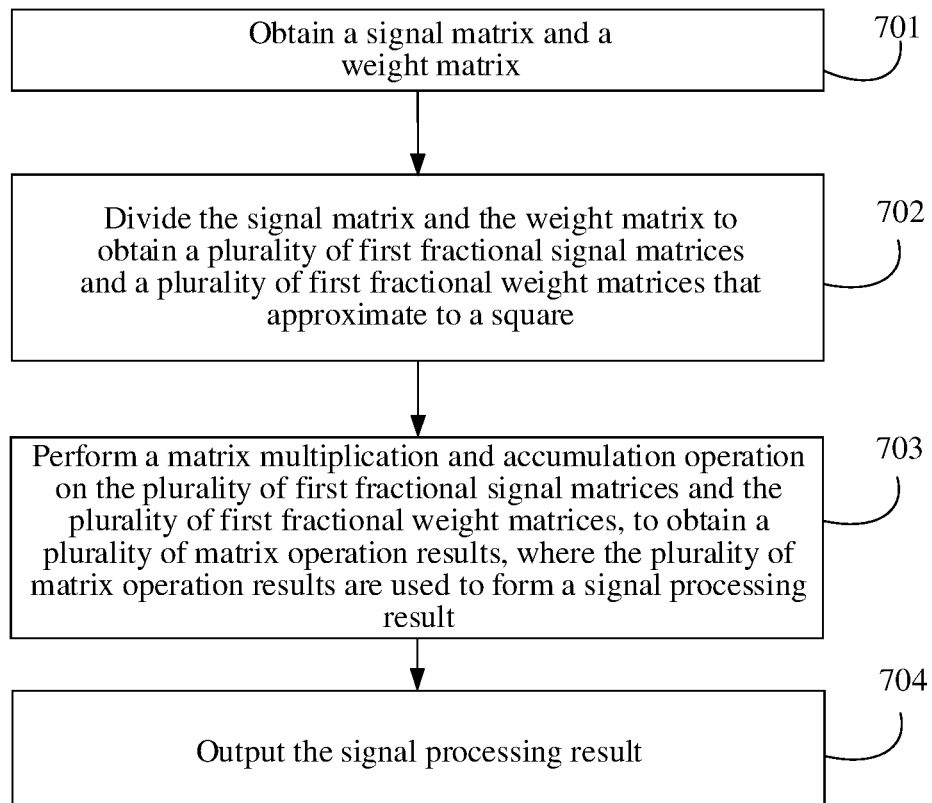 Obtain a signal matrix and a
weight matrix
701
Divide the signal matrix and the weight matrix to
obtain a plurality of first fractional signal matrices
and a plurality of first fractional weight matrices that
approximate to a square
702
Perform a matrix multiplication and accumulation operation
on the plurality of first fractional signal matrices and the
plurality of first fractional weight matrices, to obtain a
plurality of matrix operation results, where the plurality of
matrix operation results are used to form a signal processing
result
703
Output the signal processing result
704